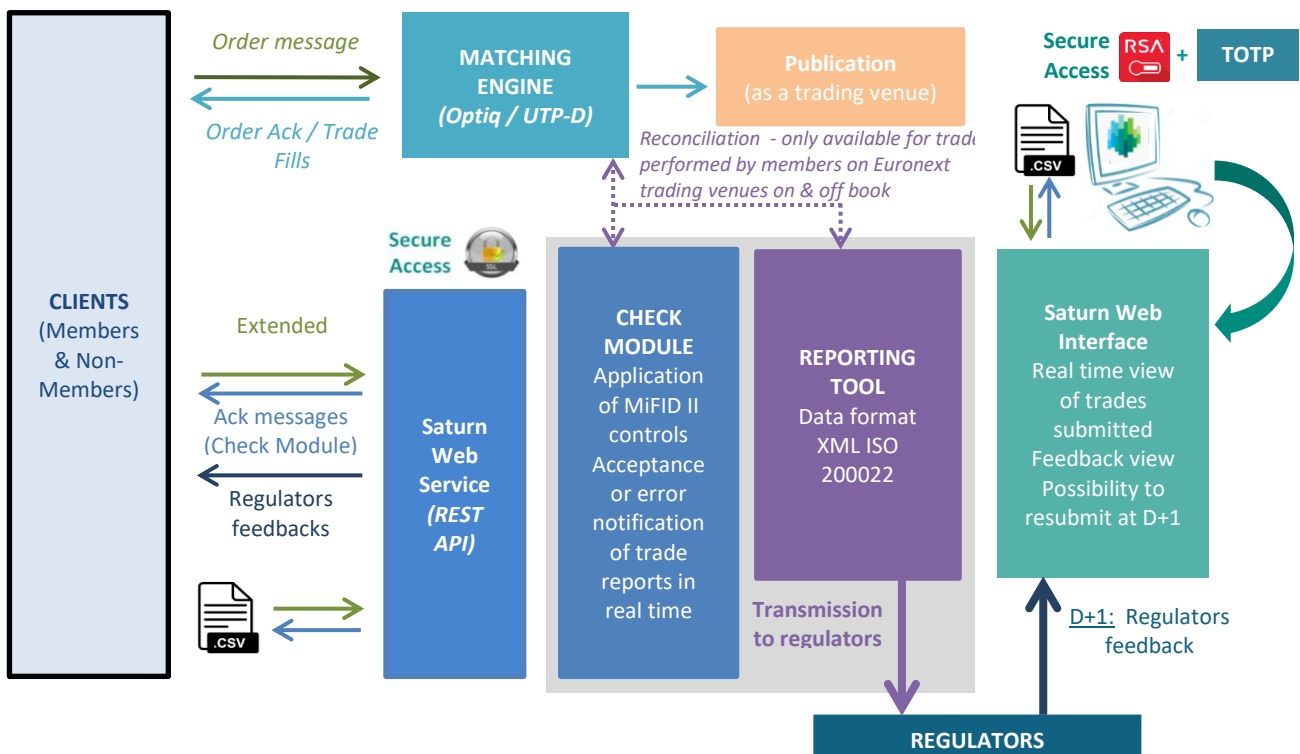 Order message
Order Ack / Trade
Fills
MATCHING
ENGINE
(Optiq / UTP-D)
Publication
(as a trading venue)
Secure
Access
RSA
+
TOTP
Reconciliation - only available for trade
performed by members on Euronext
trading venues on & off book
.CSV
CLIENTS
(Members
& Non-
Members)
Secure
Access
SSL
Extended
Ack messages
(Check Module)
Regulators
feedbacks
.CSV
Saturn
Web
Service
(REST
API)
CHECK
MODULE
Application
of MiFID II
controls
Acceptance
or error
notification
of trade
reports in
real time
REPORTING
TOOL
Data format
XML ISO
200022
Transmission
to regulators
Saturn Web
Interface
Real time view
of trades
submitted
Feedback view
Possibility to
resubmit at D+1
D+1: Regulators
feedback
REGULATORS